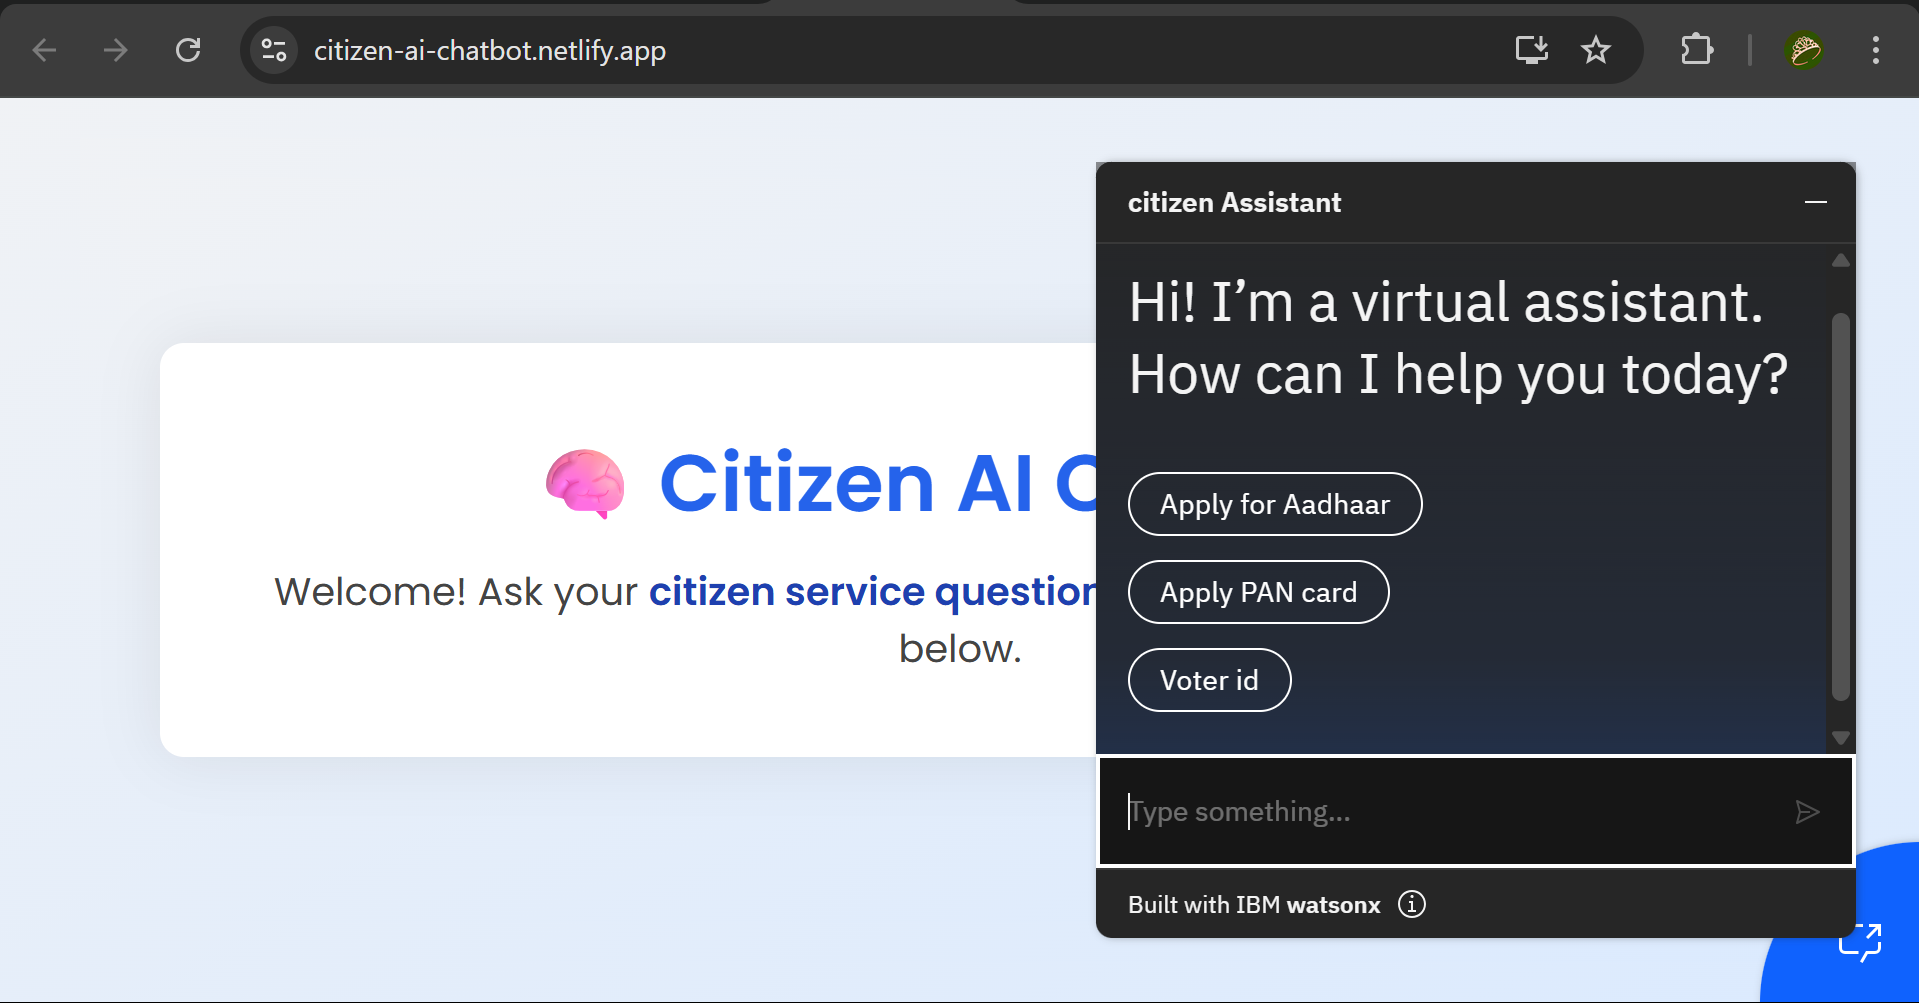 citizen-ai-chatbot.netlify.app
Citizen AI
Welcome! Ask your citizen service
below.
citizen Assistant
Hi! I’m a virtual assistant.
How can I help you today?
Apply for Aadhaar
Apply PAN card
Voter id
Type something...
Built with IBM watsonx